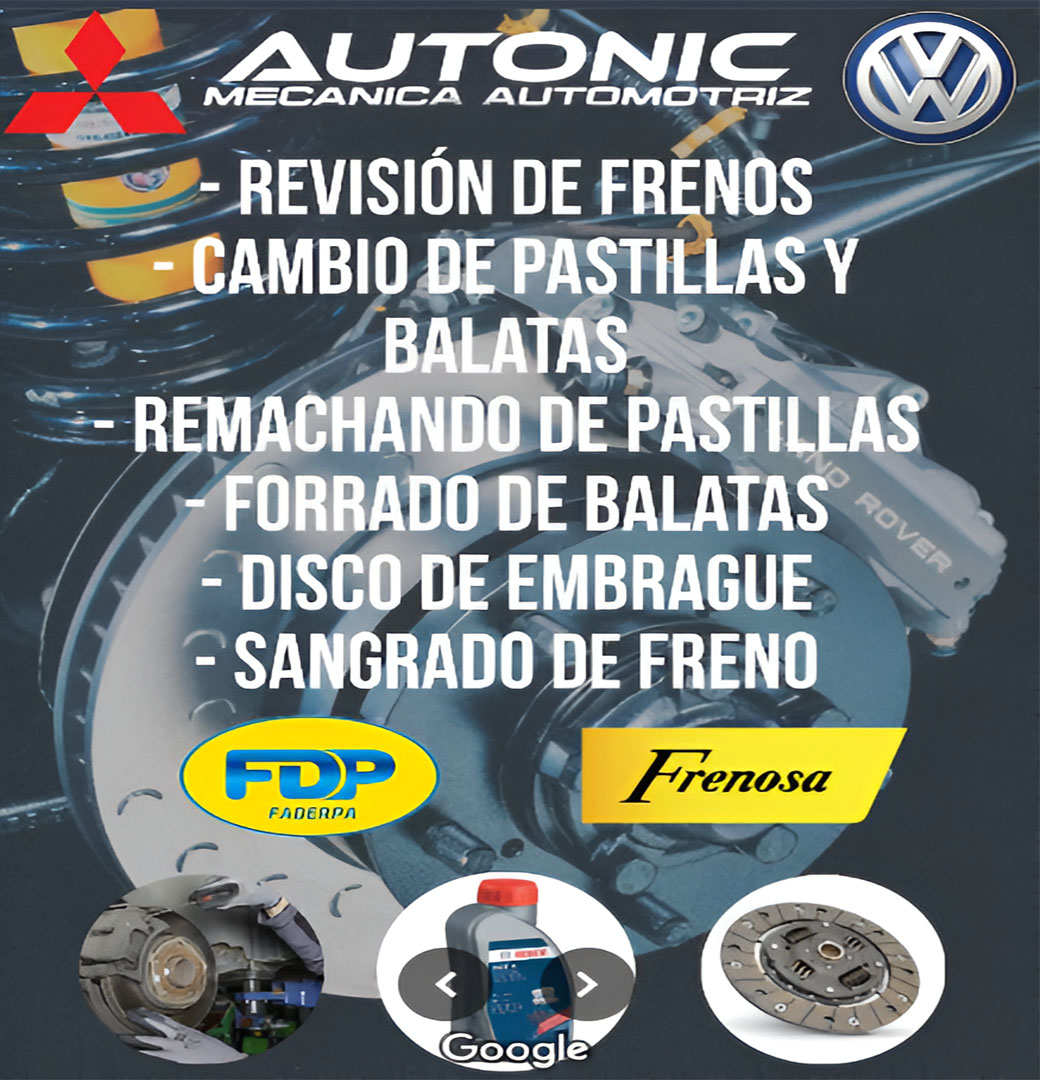 AUTONIC
MECANICA AUTOMOTRIZ
- REVISIÓN DE FRENOS
- CAMBIO DE PASTILLAS Y
BALATAS
- REMACHANDO DE PASTILLAS
- FORRADO DE BALATAS
- DISCO DE EMBRAGUE
- SANGRADO DE FRENO
ROVER
FDP
FADERPA
Frenosa
Google